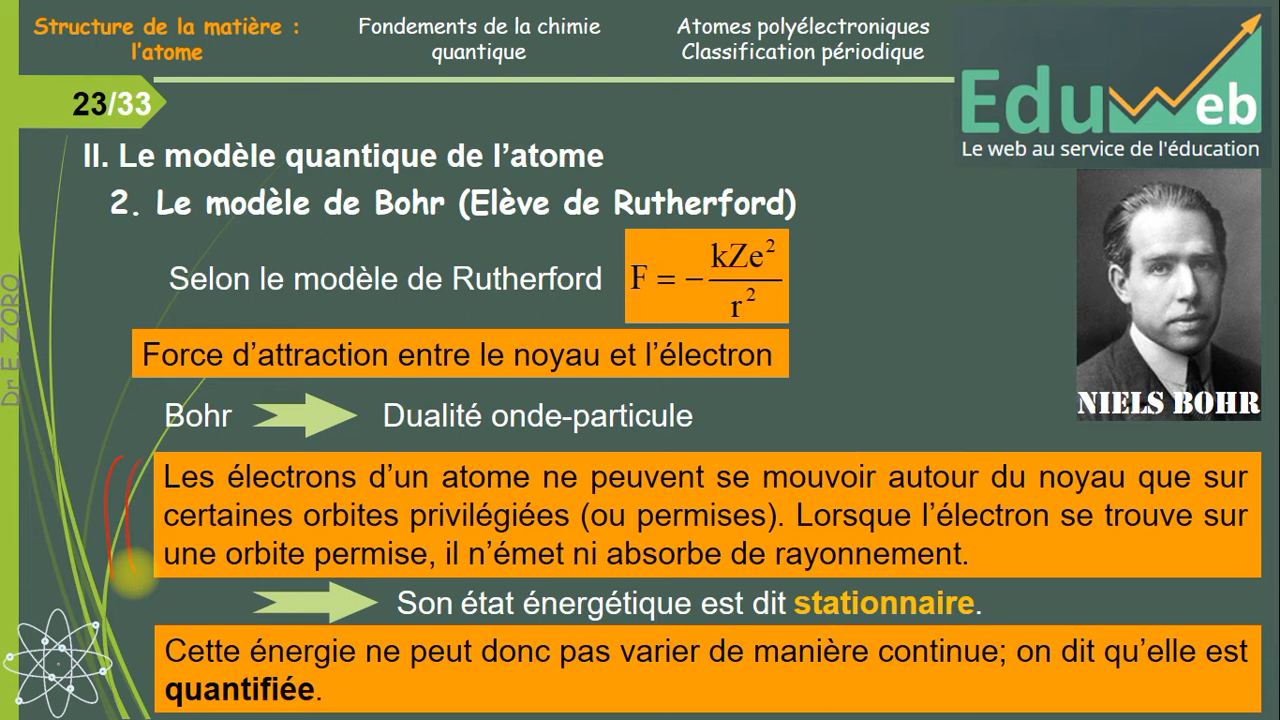 Structure de la matière :
l'atome
Fondements de la chimie
quantique
Atomes polyélectroniques
Classification périodique
EduWeb
Le web au service de l'éducation
23/33
II. Le modèle quantique de l'atome
2. Le modèle de Bohr (Elève de Rutherford)
Selon le modèle de Rutherford
F = − kZe² / r²
Force d'attraction entre le noyau et l'électron
NIELS BOHR
Bohr
Dualité onde-particule
Les électrons d'un atome ne peuvent se mouvoir autour du noyau que sur
certaines orbites privilégiées (ou permises). Lorsque l'électron se trouve sur
une orbite permise, il n'émet ni absorbe de rayonnement.
Son état énergétique est dit stationnaire.
Cette énergie ne peut donc pas varier de manière continue; on dit qu'elle est
quantifiée.
Dr E. ZORO